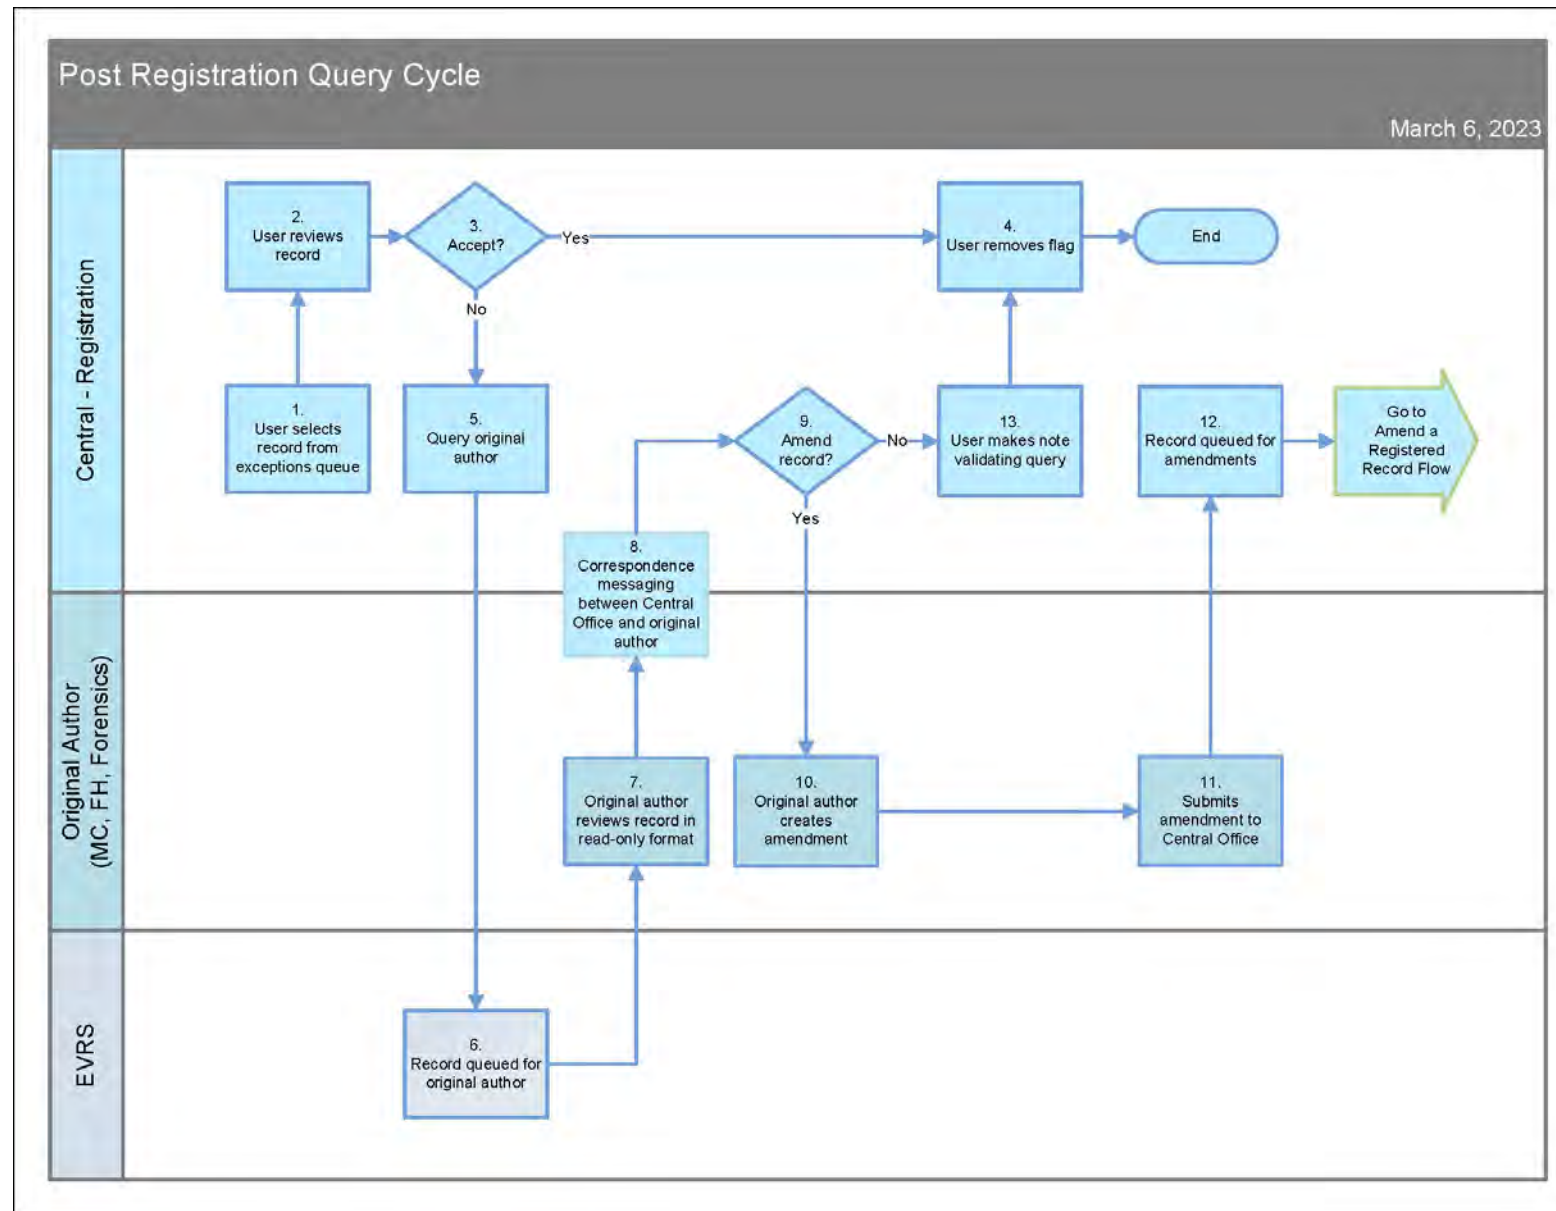 Post Registration Query Cycle
March 6, 2023
Central - Registration
2.
User reviews
record
3.
Accept?
Yes
4.
User removes flag
End
No
1.
User selects
record from
exceptions queue
5.
Query original
author
9.
Amend
record?
No
13.
User makes note
validating query
12.
Record queued for
amendments
Go to
Amend a
Registered
Record Flow
Yes
8.
Correspondence
messaging
between Central
Office and original
author
Original Author
(MC, FH, Forensics)
7.
Original author
reviews record in
read-only format
10.
Original author
creates
amendment
11.
Submits
amendment to
Central Office
EVRS
6.
Record queued for
original author